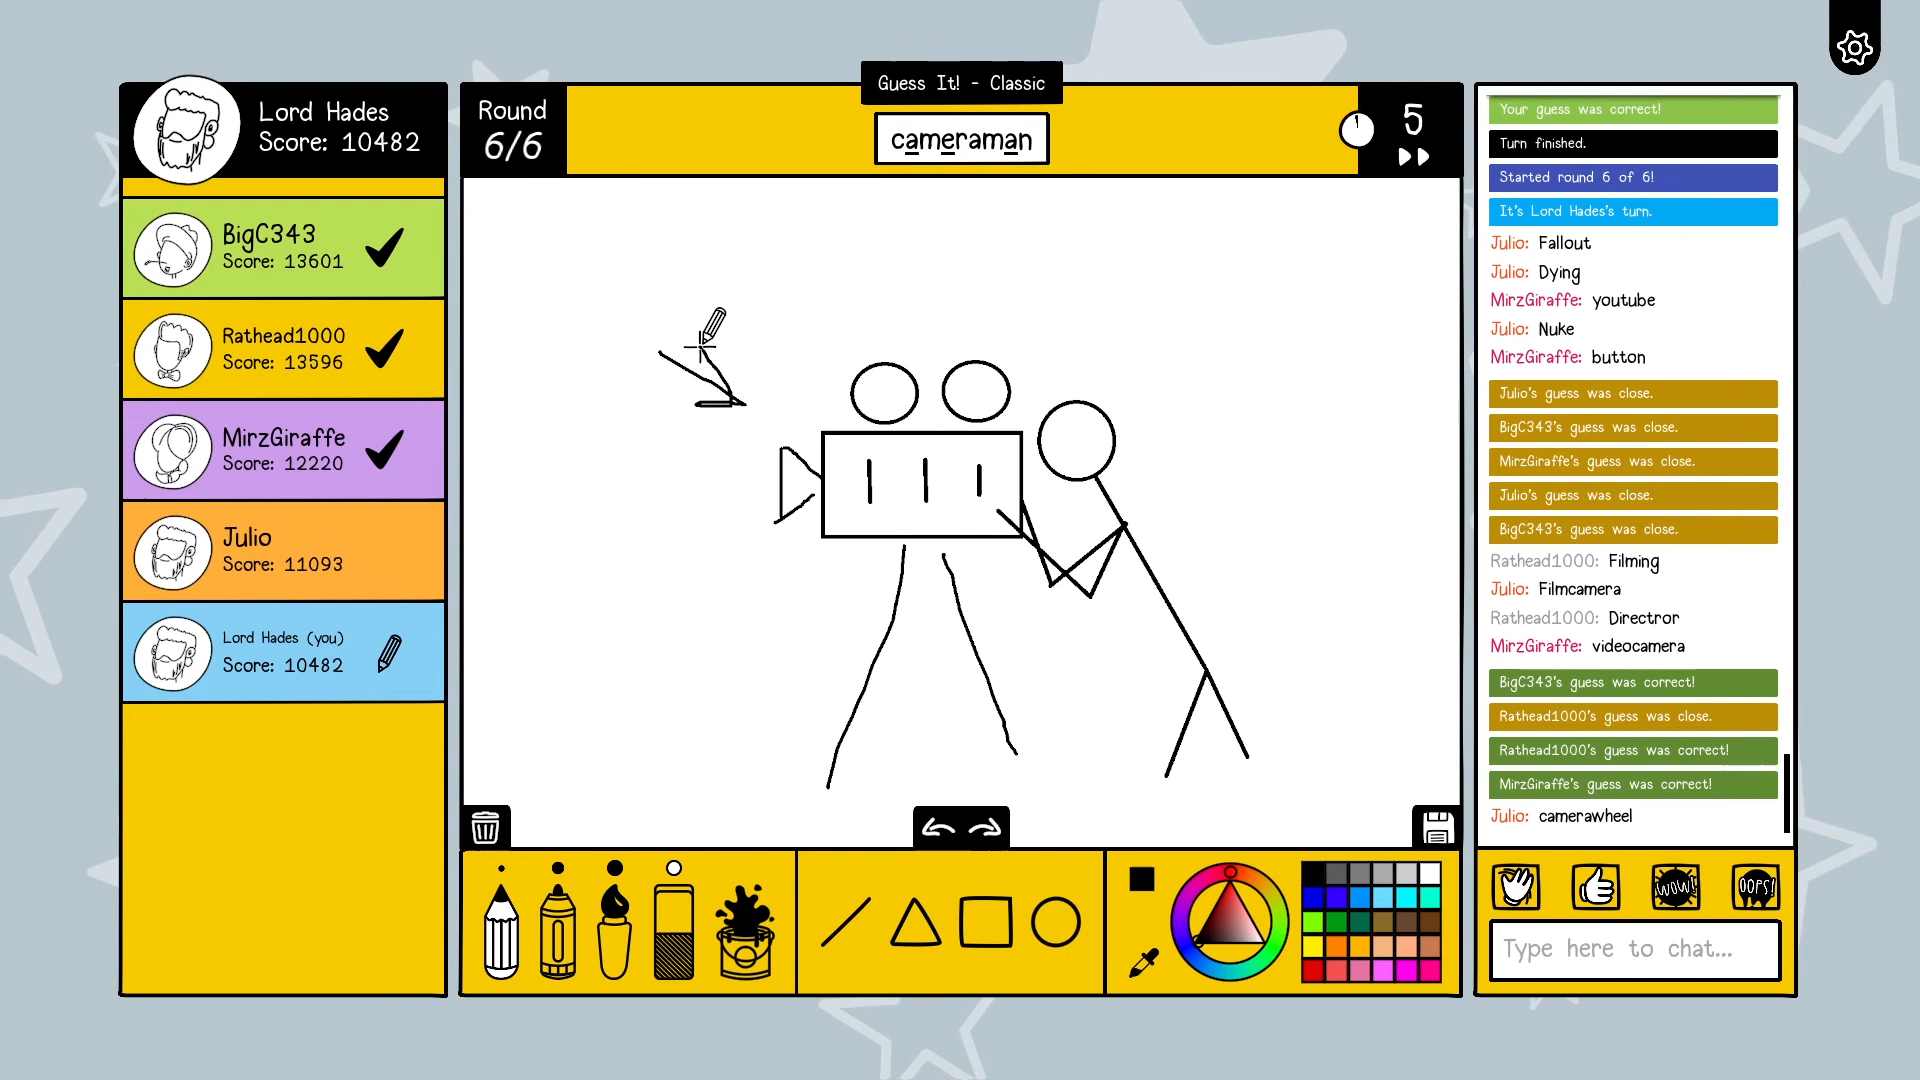 Guess It! - Classic
Lord Hades
Score: 10482
Round
6/6
cameraman
5
BigC343
Score: 13601
Rathead1000
Score: 13596
MirzGiraffe
Score: 12220
Julio
Score: 11093
Lord Hades (you)
Score: 10482
Your guess was correct!
Turn finished.
Started round 6 of 6!
It's Lord Hades's turn.
Julio: Fallout
Julio: Dying
MirzGiraffe: youtube
Julio: Nuke
MirzGiraffe: button
Julio's guess was close.
BigC343's guess was close.
MirzGiraffe's guess was close.
Julio's guess was close.
BigC343's guess was close.
Rathead1000: Filming
Julio: Filmcamera
Rathead1000: Directror
MirzGiraffe: videocamera
BigC343's guess was correct!
Rathead1000's guess was close.
Rathead1000's guess was correct!
MirzGiraffe's guess was correct!
Julio: camerawheel
WOW!
OOPS!
Type here to chat...